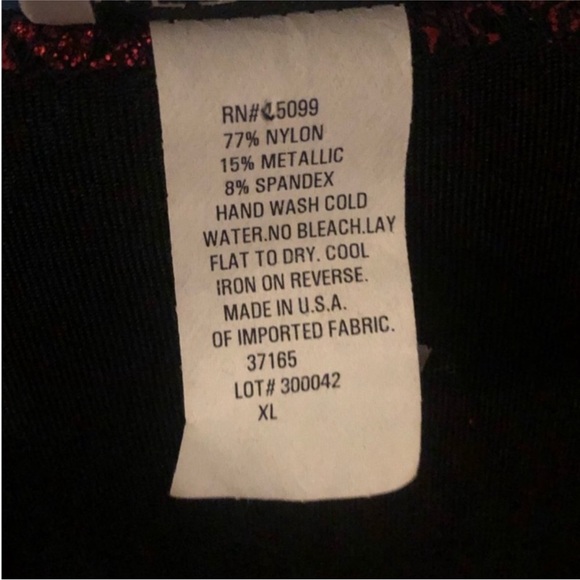 RN# 5099
77% NYLON
15% METALLIC
8% SPANDEX
HAND WASH COLD
WATER.NO BLEACH.LAY
FLAT TO DRY. COOL
IRON ON REVERSE.
MADE IN U.S.A.
OF IMPORTED FABRIC.
37165
LOT# 300042
XL